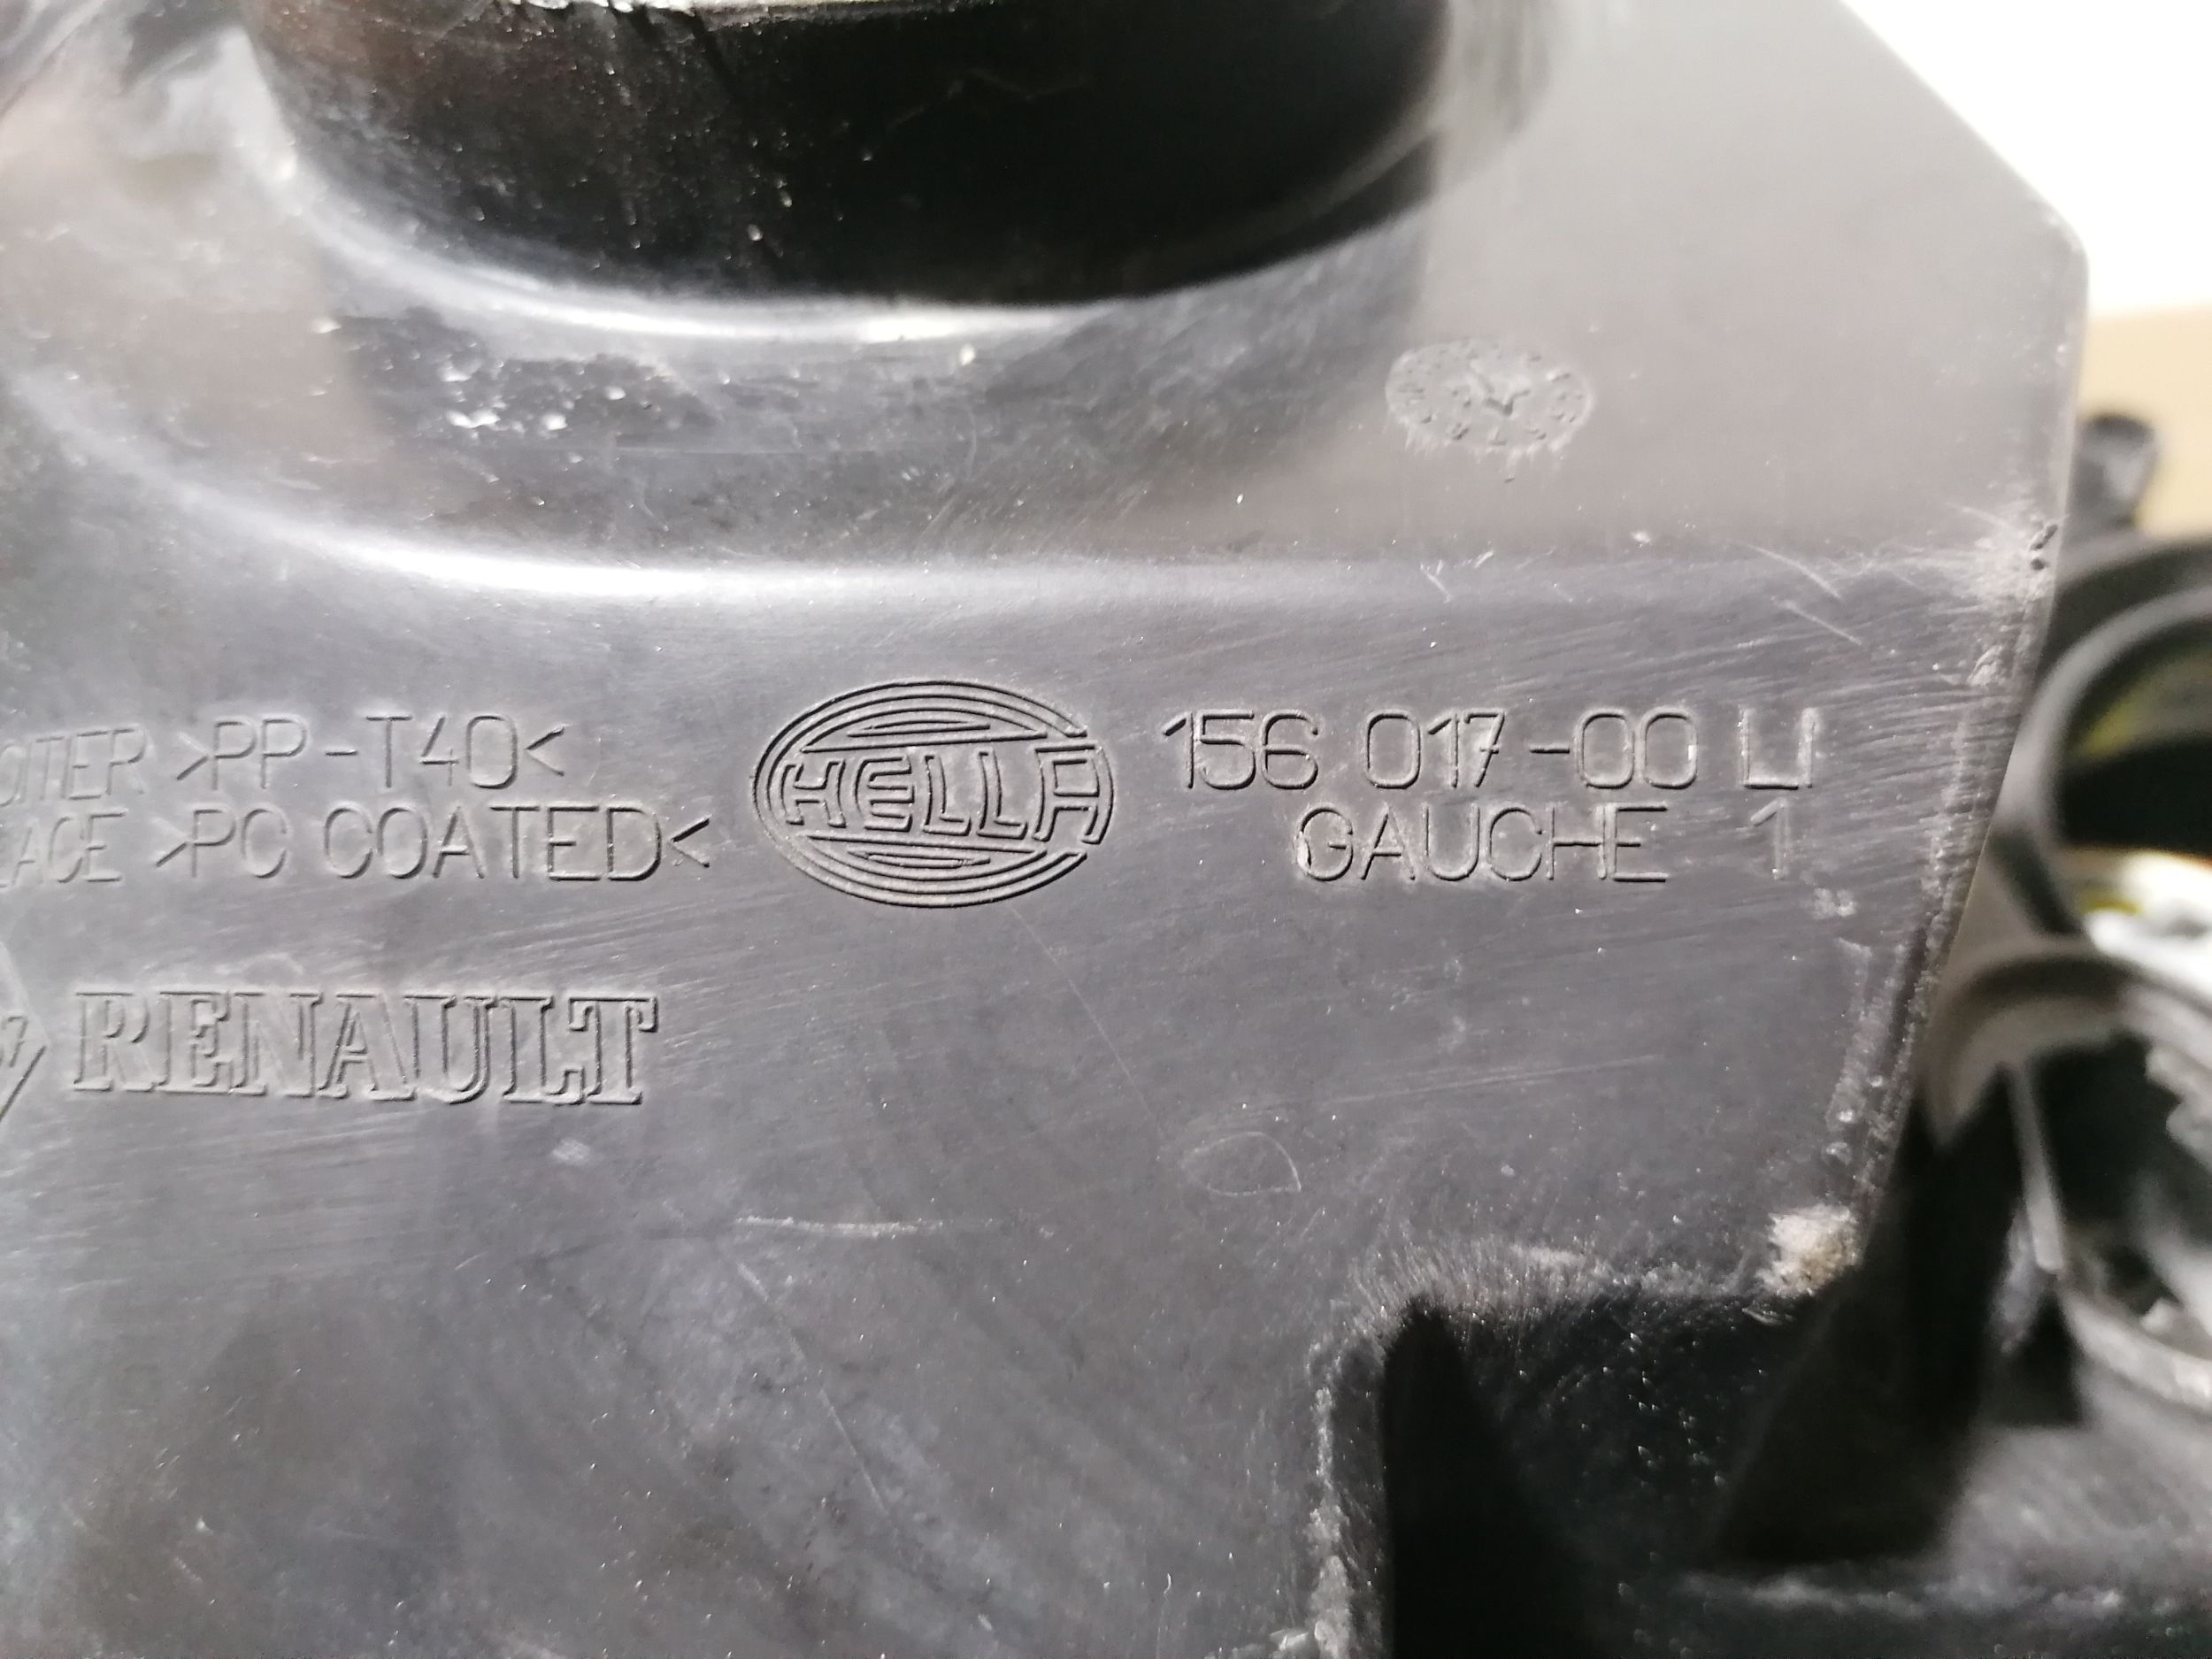 >PP-T40<
>PC COATED<
HELLA
156 017-00 LI
GAUCHE 1
RENAULT